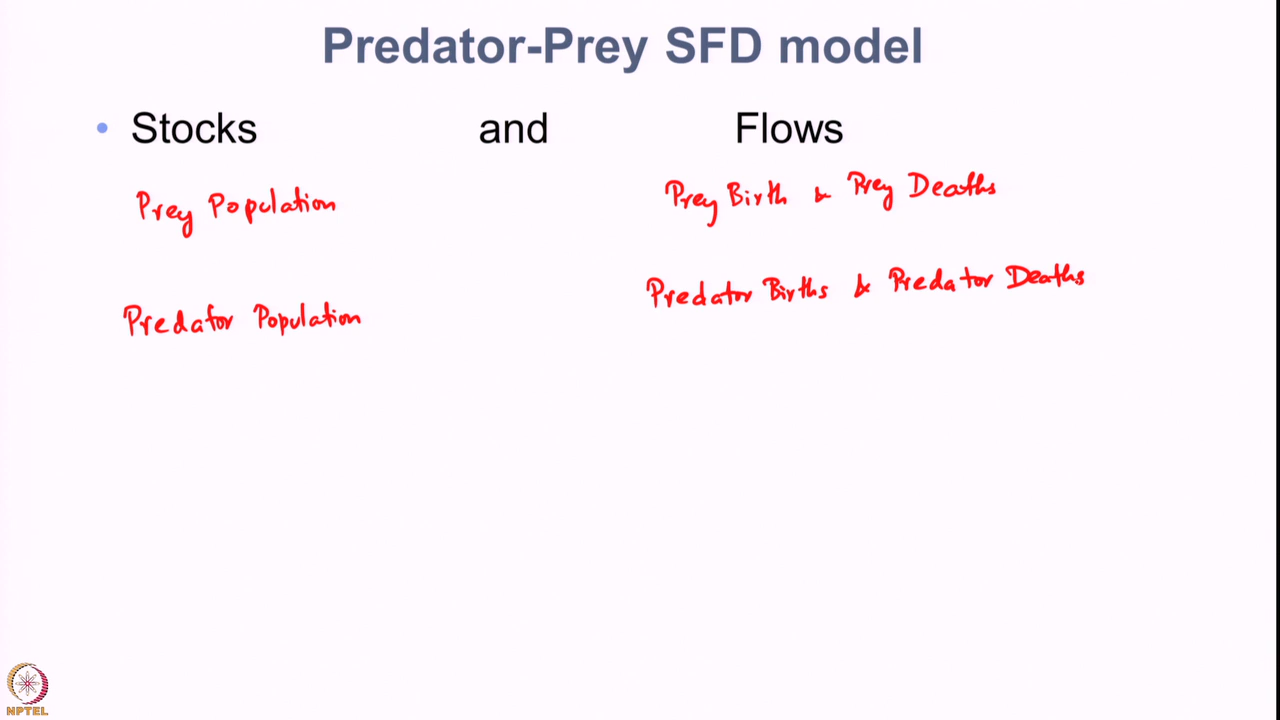 Predator-Prey SFD model
• Stocks and Flows
Prey Population Prey Birth & Prey Deaths
Predator Population Predator Births & Predator Deaths
NPTEL